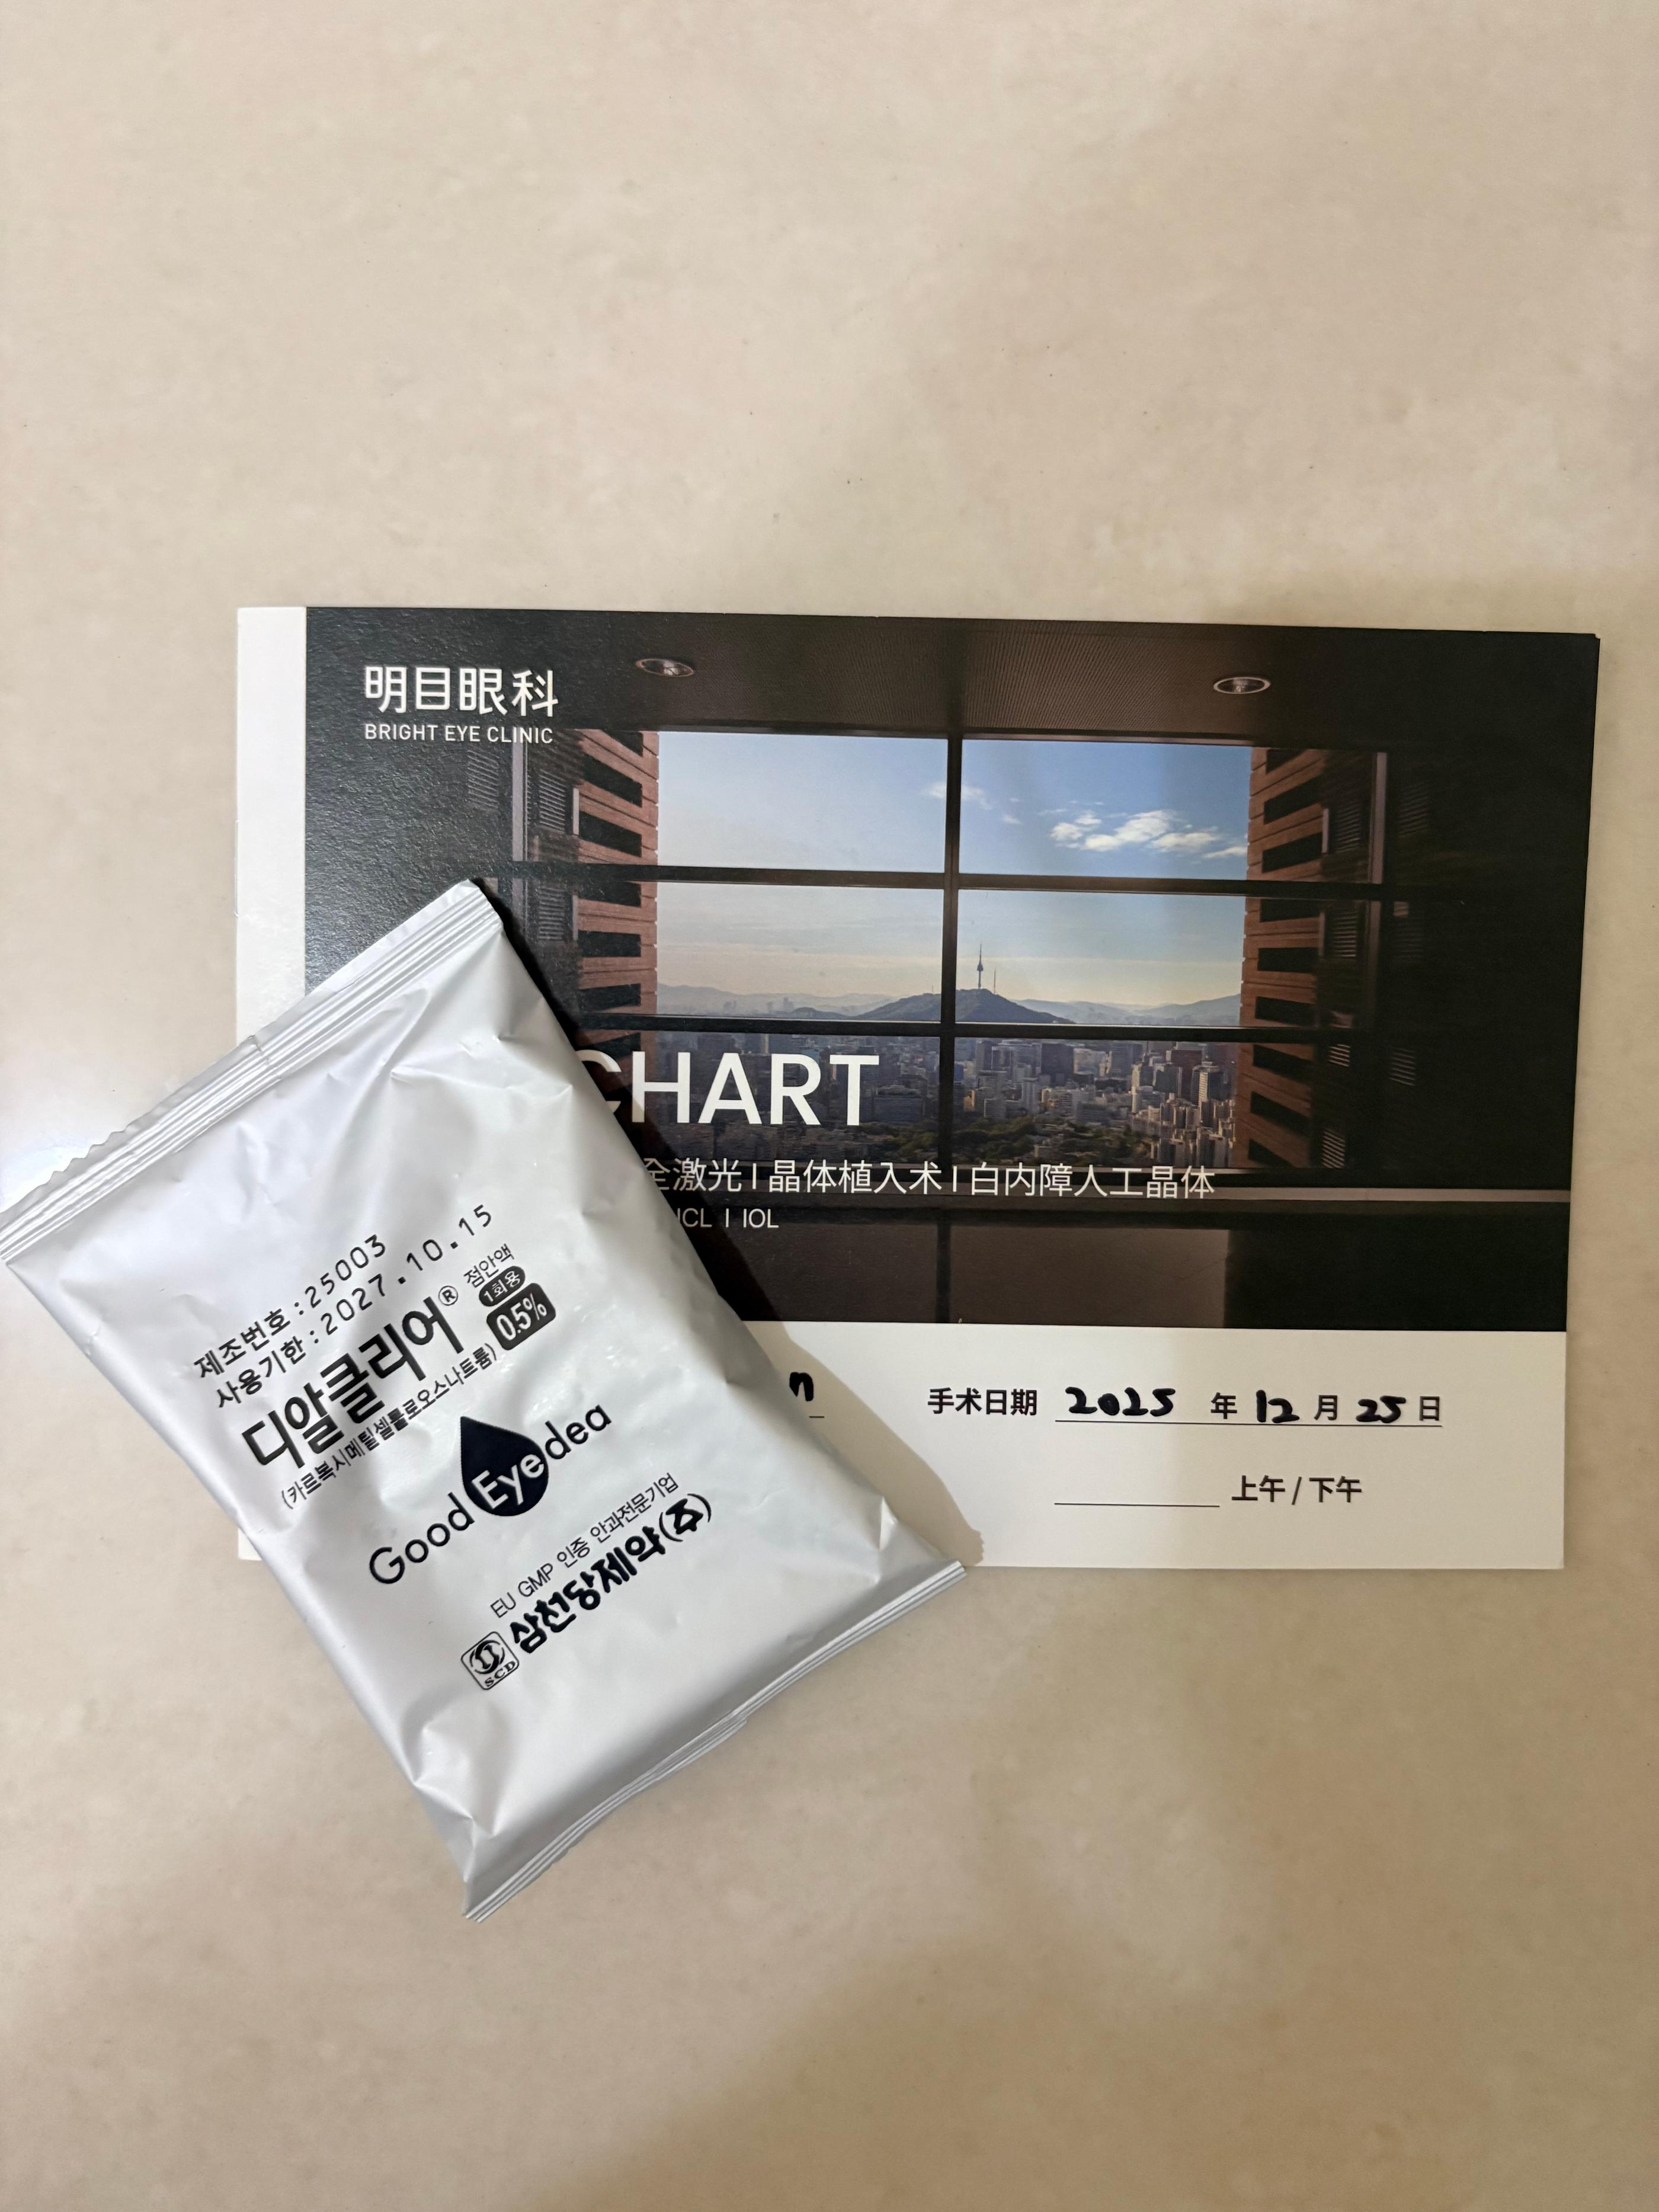 明目眼科
BRIGHT EYE CLINIC
CHART
全激光 I 晶体植入术 I 白内障人工晶体
ICL I IOL
手术日期 2025 年 12 月 25 日
上午 / 下午
제조번호 : 25003
사용기한 : 2027.10.15
디알클리어® 점안액
1회용
0.5%
(카르복시메틸셀룰로오스나트륨)
Good Eyedea
EU GMP 인증 안과전문기업
SCD 삼천당제약(주)